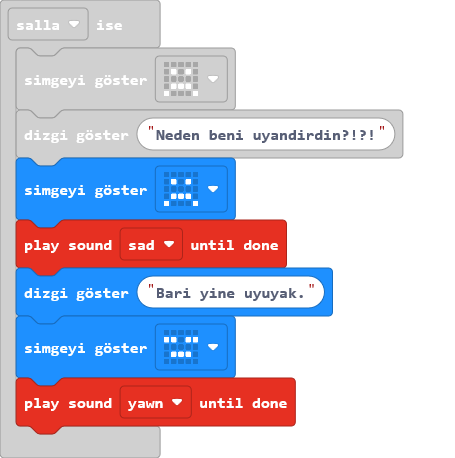 salla ise
simgeyi göster
dizgi göster "Neden beni uyandirdin?!?!"
simgeyi göster
play sound sad until done
dizgi göster "Bari yine uyuyak."
simgeyi göster
play sound yawn until done